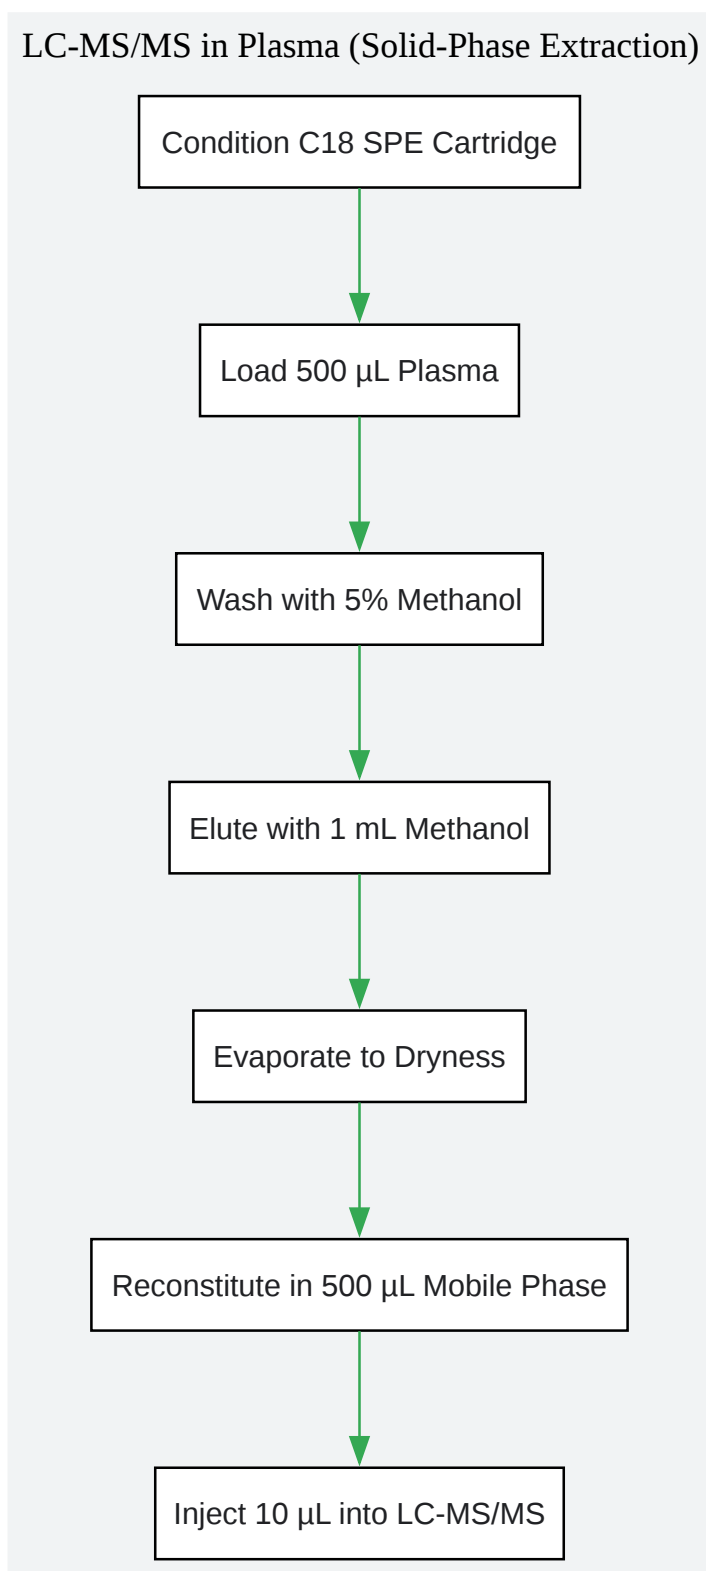 LC-MS/MS in Plasma (Solid-Phase Extraction)
Condition C18 SPE Cartridge
Load 500 µL Plasma
Wash with 5% Methanol
Elute with 1 mL Methanol
Evaporate to Dryness
Reconstitute in 500 µL Mobile Phase
Inject 10 µL into LC-MS/MS